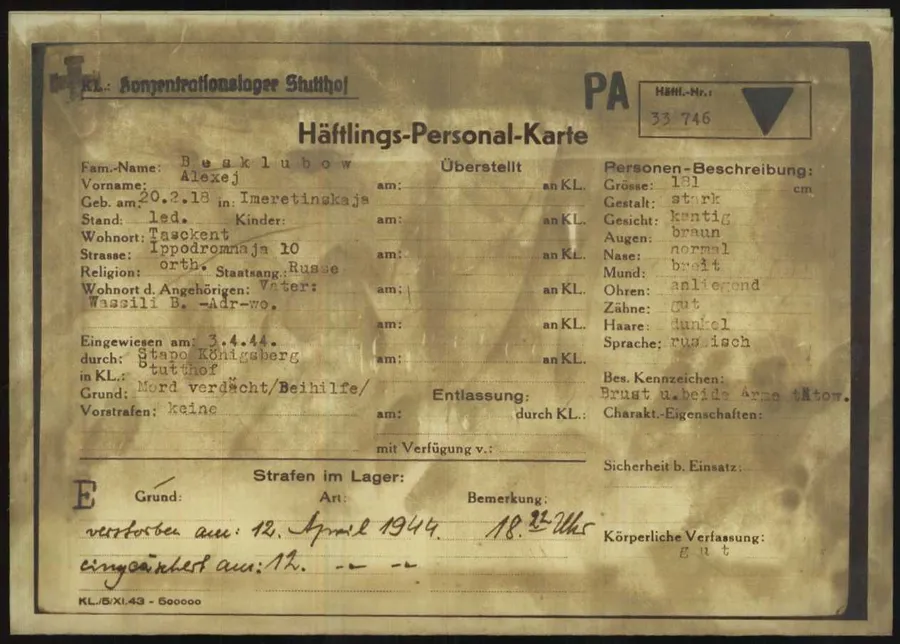 KL.: Konzentrationslager Stutthof
PA
Häftl.-Nr.:
33 746
Häftlings-Personal-Karte
Fam.-Name: Besklubow
Vorname: Alexej
Geb. am: 20.2.18 in: Imeretinskaja
Stand: led. Kinder:
Wohnort: Tasckent
Strasse: Ippodromnaja 10
Religion: orth. Staatsang.: Russe
Wohnort d. Angehörigen: Vater:
Wassili B. -Adr-wo.
Eingewiesen am: 3.4.44.
durch: Stapo Königsberg
in KL.: Stutthof
Grund: Mord verdacht/Beihilfe/
Vorstrafen: keine
Überstellt
am: an KL.
am: an KL.
am: an KL.
am: an KL.
am: an KL.
am: an KL.
Entlassung:
am: durch KL.:
mit Verfügung v.:
Personen-Beschreibung:
Grösse: 181 cm
Gestalt: stark
Gesicht: kantig
Augen: braun
Nase: normal
Mund: breit
Ohren: anliegend
Zähne: gut
Haare: dunkel
Sprache: russisch
Bes. Kennzeichen:
Brust u.beide Arme tätow.
Charakt.-Eigenschaften:
Sicherheit b. Einsatz:
Körperliche Verfassung:
gut
E
Strafen im Lager:
Grund: Art: Bemerkung:
verstorben am: 12. April 1944. 18.22 Uhr
eingeäschert am: 12. -"- -"-
KL./5/XI.43 - 500000